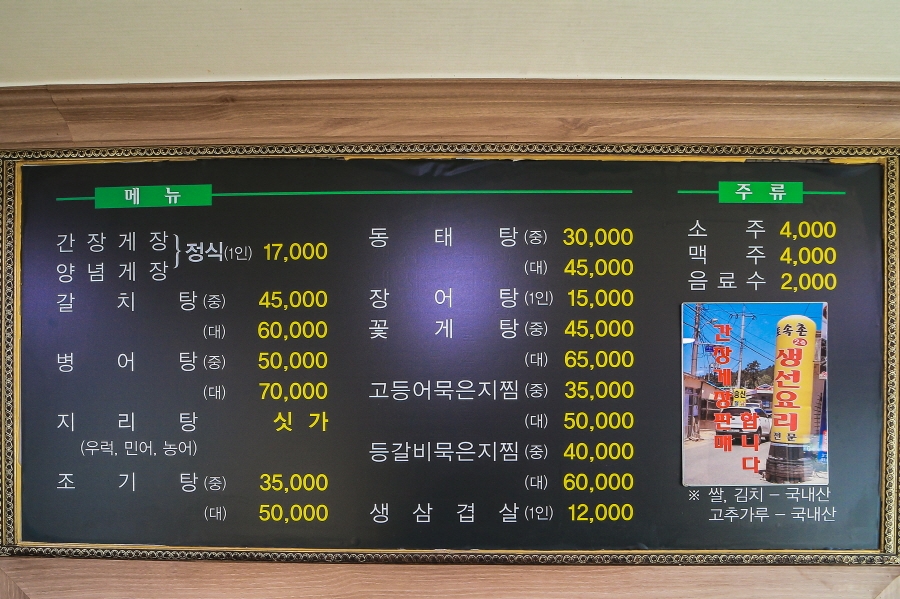 메뉴
간장게장
양념게장
정식(1인) 17,000
갈치탕(중) 45,000
(대) 60,000
병어탕(중) 50,000
(대) 70,000
지리탕 싯가
(우럭, 민어, 농어)
조기탕(중) 35,000
(대) 50,000
동태탕(중) 30,000
(대) 45,000
장어탕(1인) 15,000
꽃게탕(중) 45,000
(대) 65,000
고등어묵은지찜(중) 35,000
(대) 50,000
등갈비묵은지찜(중) 40,000
(대) 60,000
생삼겹살(1인) 12,000
주류
소주 4,000
맥주 4,000
음료수 2,000
간장게장판매
합니다
토속촌
생선요리
전문
※ 쌀, 김치 – 국내산
고추가루 – 국내산